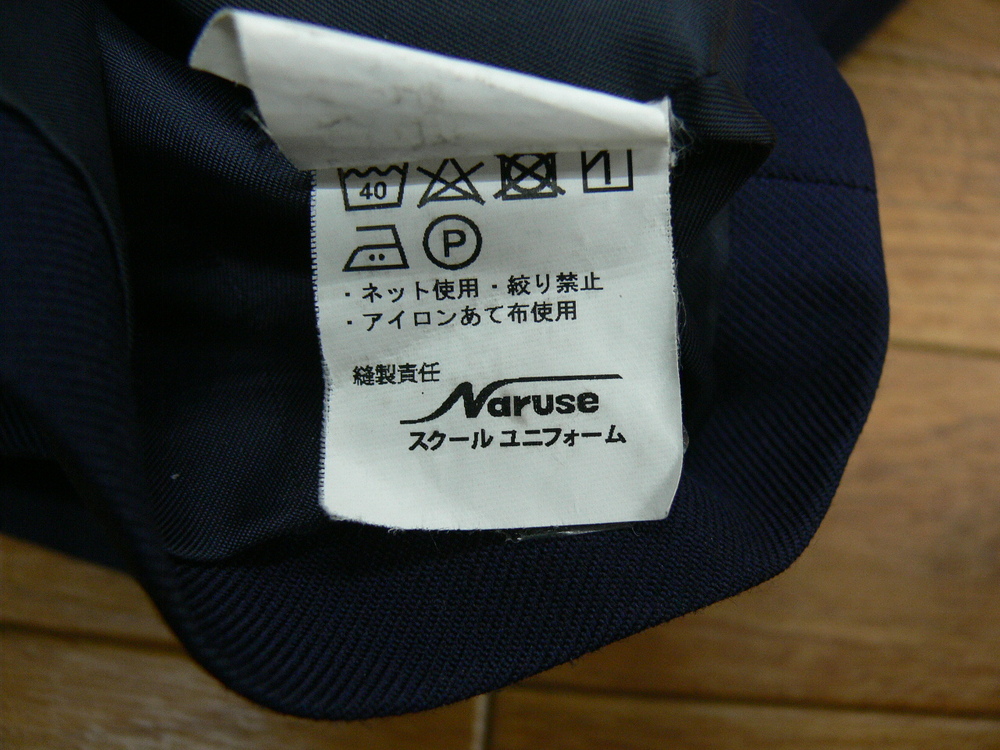 40
P
・ネット使用・絞り禁止
・アイロンあて布使用
縫製責任
Naruse
スクール ユニフォーム